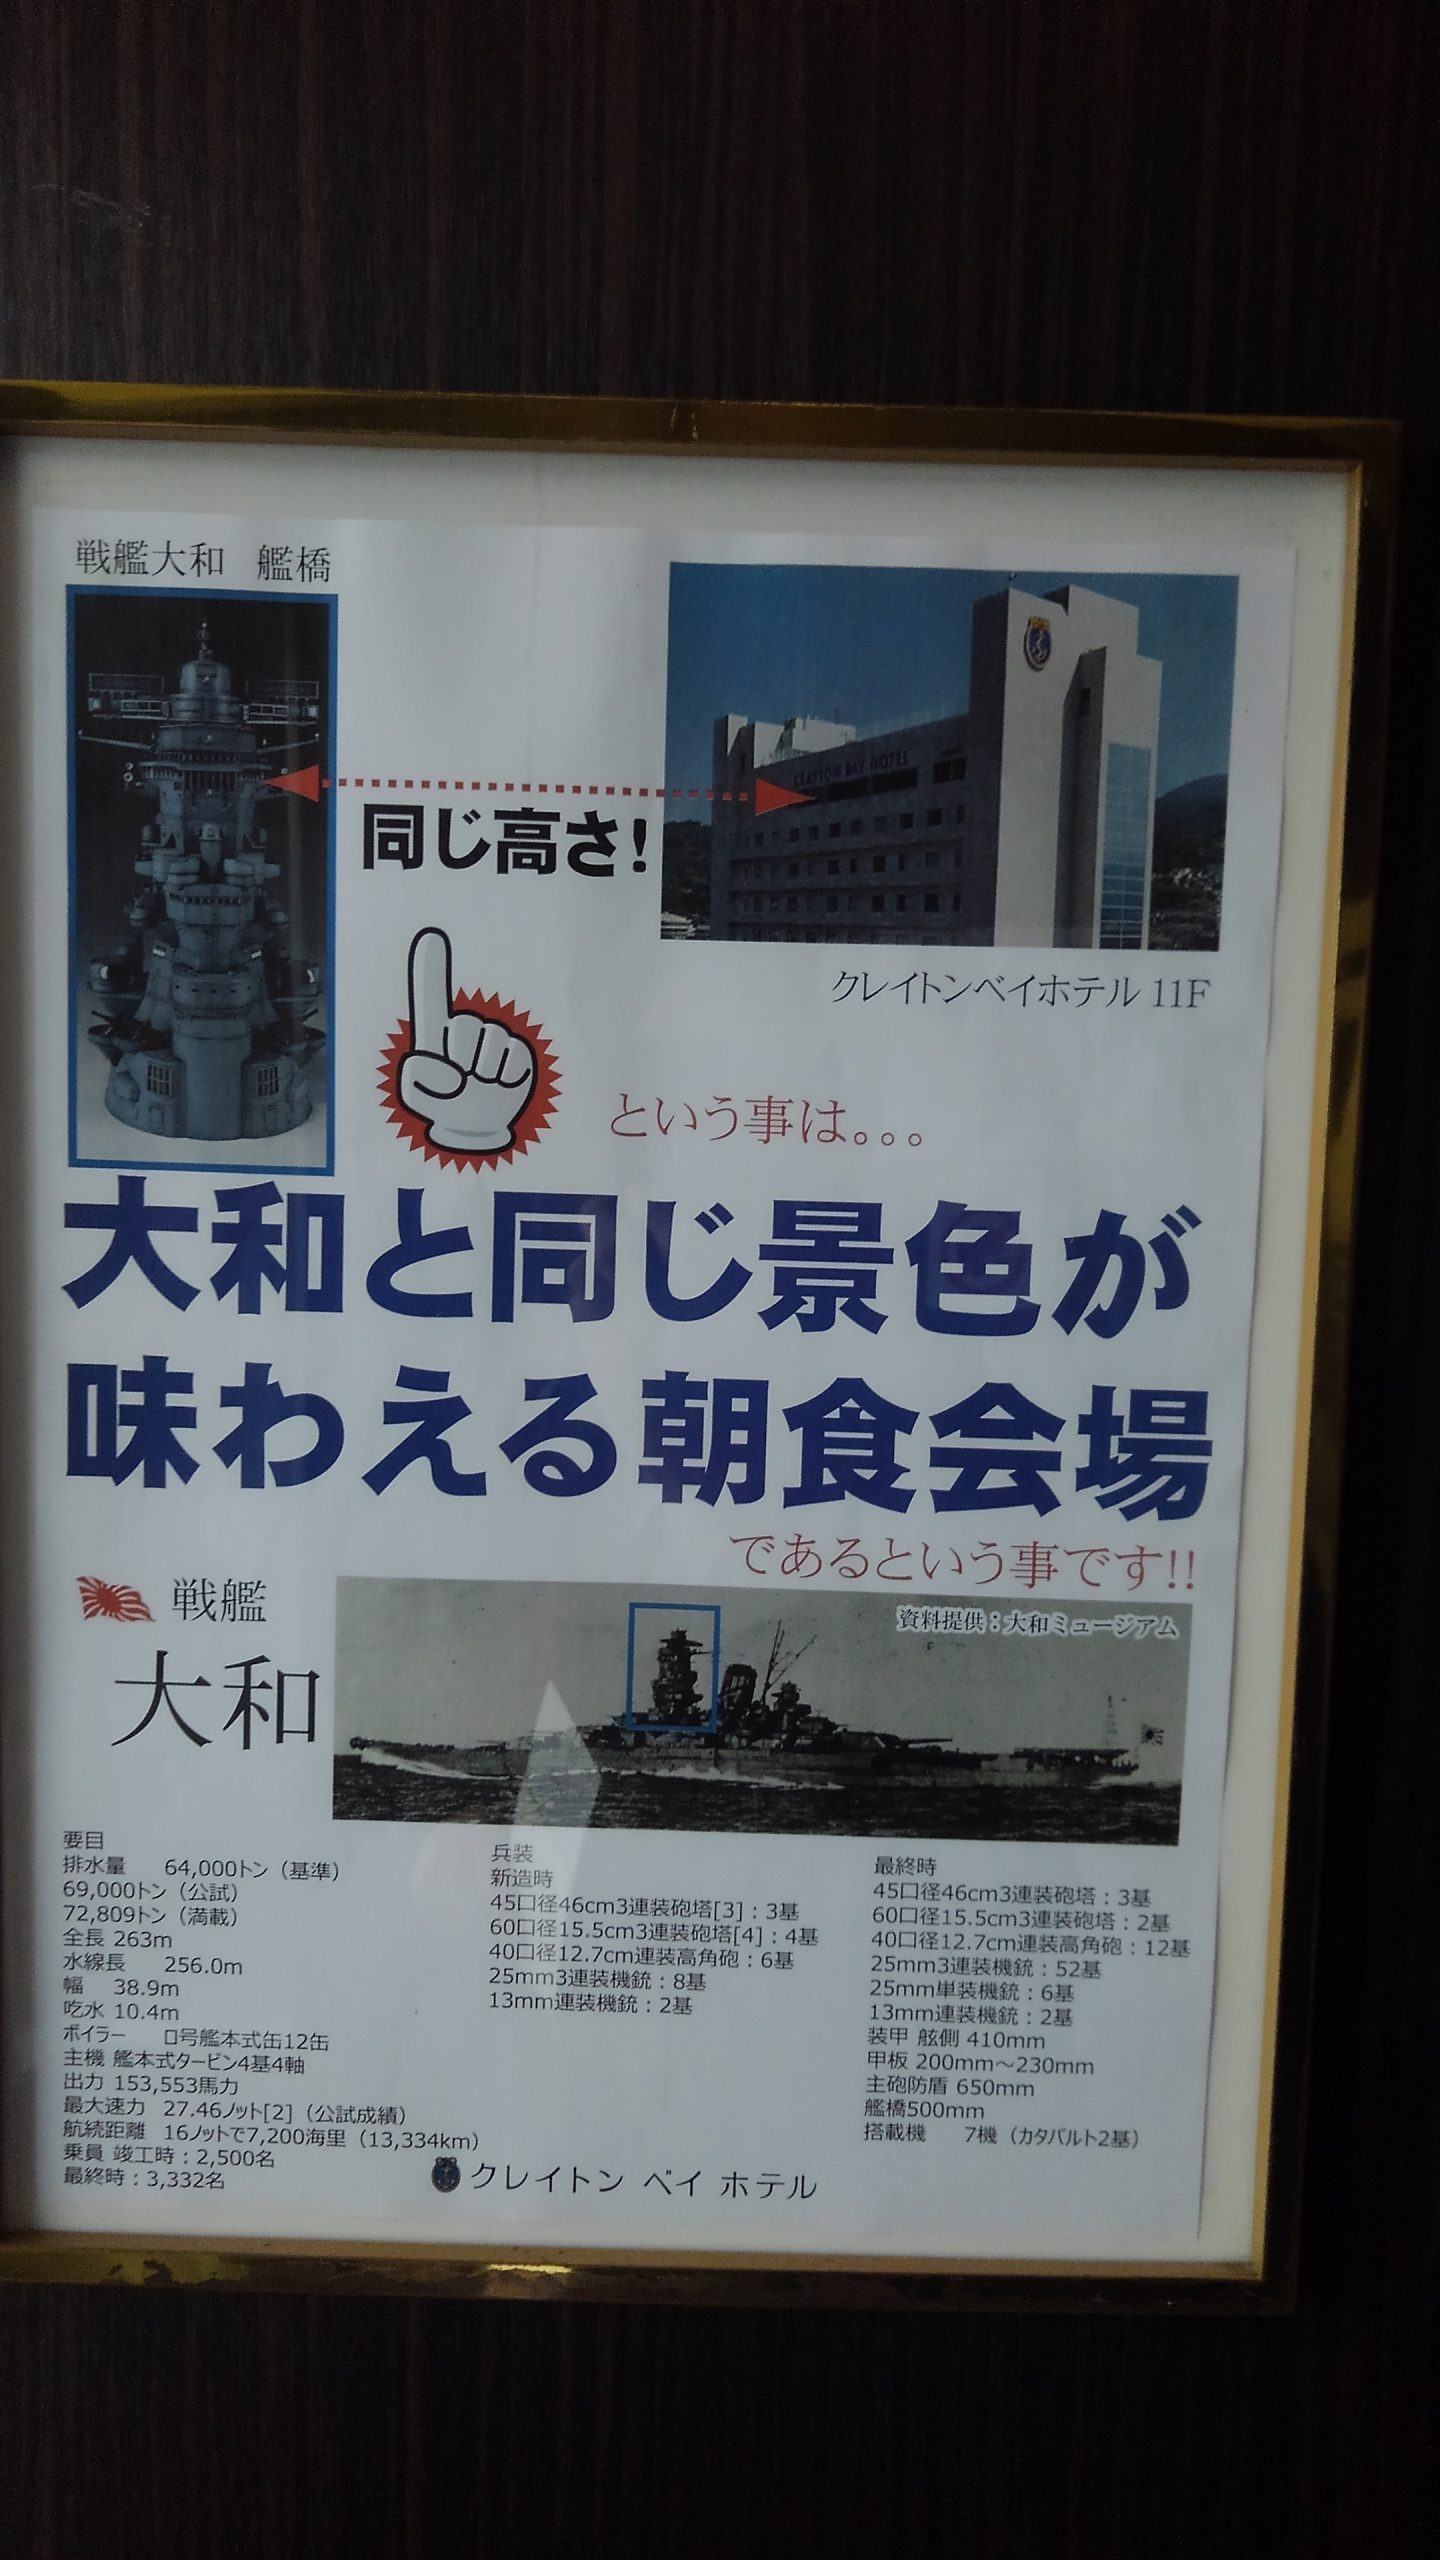 戦艦大和 艦橋
CLAYTON BAY HOTEL
同じ高さ!
クレイトンベイホテル 11F
という事は。。。
大和と同じ景色が
味わえる朝食会場
であるという事です!!
戦艦
大和
資料提供：大和ミュージアム
要目
排水量 64,000トン（基準）
69,000トン（公試）
72,809トン（満載）
全長 263m
水線長 256.0m
幅 38.9m
吃水 10.4m
ボイラー ロ号艦本式缶12缶
主機 艦本式タービン4基4軸
出力 153,553馬力
最大速力 27.46ノット[2]（公試成績）
航続距離 16ノットで7,200海里（13,334km）
乗員 竣工時：2,500名
最終時：3,332名
兵装
新造時
45口径46cm3連装砲塔[3]：3基
60口径15.5cm3連装砲塔[4]：4基
40口径12.7cm連装高角砲：6基
25mm3連装機銃：8基
13mm連装機銃：2基
最終時
45口径46cm3連装砲塔：3基
60口径15.5cm3連装砲塔：2基
40口径12.7cm連装高角砲：12基
25mm3連装機銃：52基
25mm単装機銃：6基
13mm連装機銃：2基
装甲 舷側 410mm
甲板 200mm～230mm
主砲防盾 650mm
艦橋500mm
搭載機 7機（カタパルト2基）
クレイトン ベイ ホテル